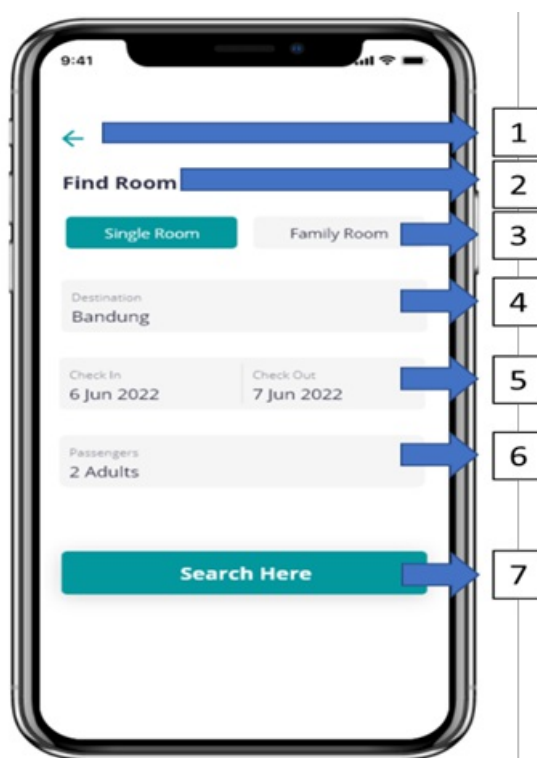 9:41
1
Find Room
2
Single Room Family Room
3
Destination
Bandung
4
Check In Check Out
6 Jun 2022 7 Jun 2022
5
Passengers
2 Adults
6
Search Here
7